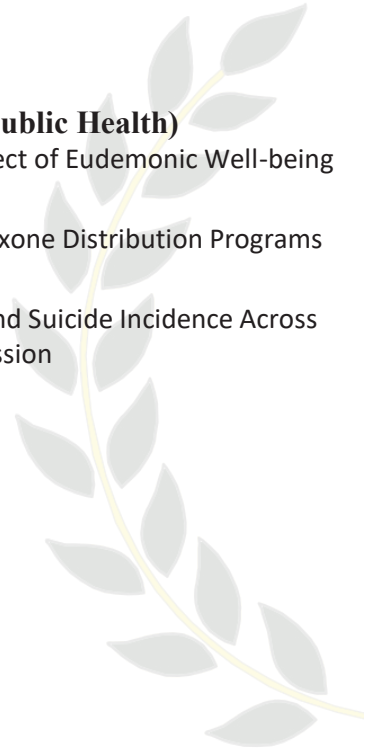 ublic Health)
ect of Eudemonic Well-being
xone Distribution Programs
nd Suicide Incidence Across
ssion